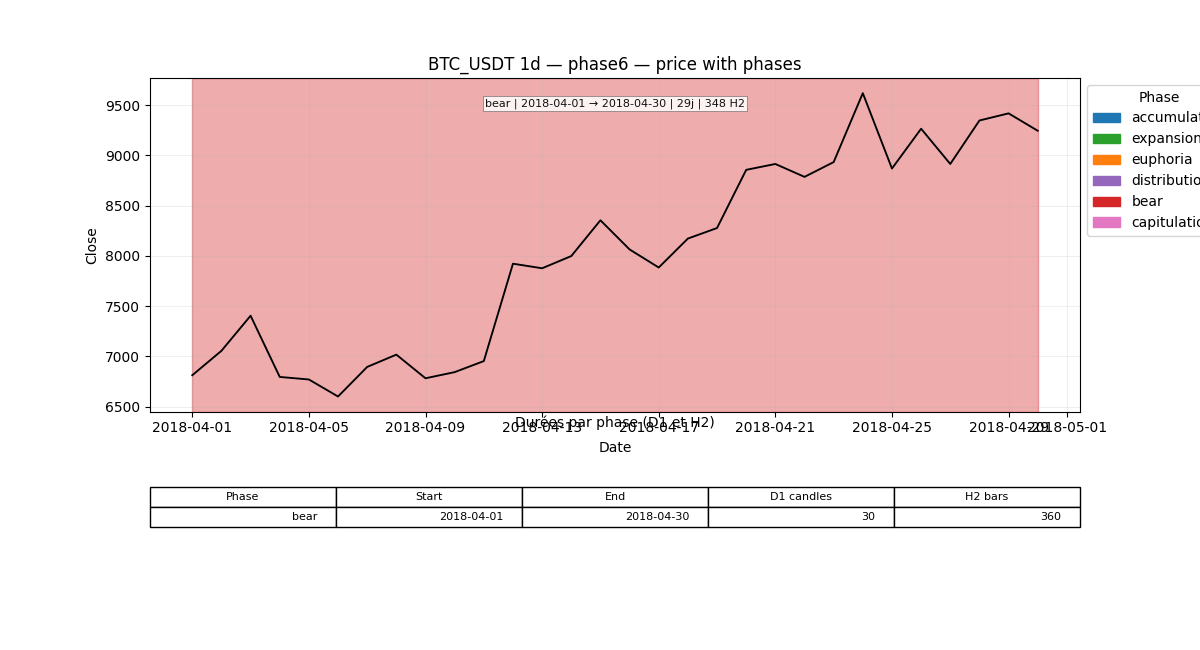 BTC_USDT 1d — phase6 — price with phases
bear | 2018-04-01 → 2018-04-30 | 29j | 348 H2
9500
9000
8500
8000
7500
7000
6500
Close
Phase
accumulat
expansion
euphoria
distributio
bear
capitulatio
2018-04-01 2018-04-05 2018-04-09 2018-04-13 2018-04-17 2018-04-21 2018-04-25 2018-04-29 2018-05-01
Durées par phase (D1 et H2)
Date
Phase Start End D1 candles H2 bars
bear 2018-04-01 2018-04-30 30 360